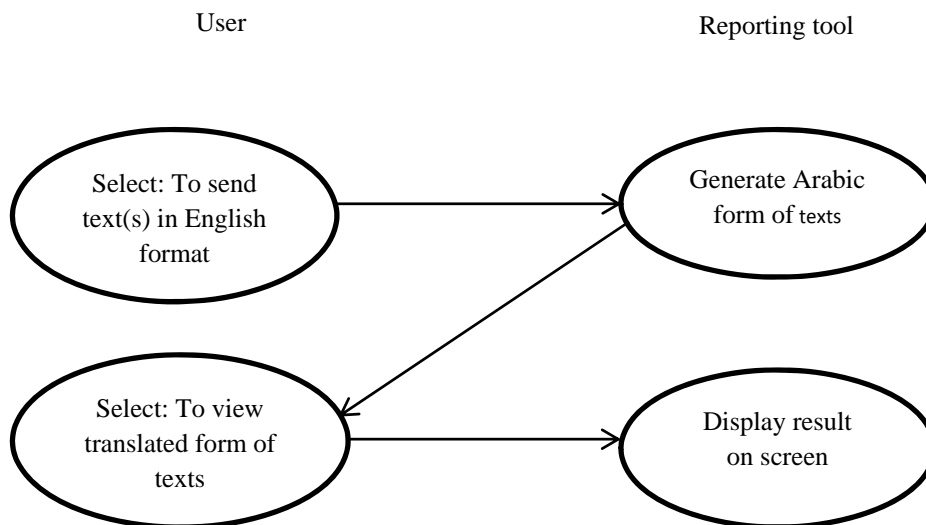 User
Reporting tool
Select: To send
text(s) in English
format
Generate Arabic
form of texts
Select: To view
translated form of
texts
Display result
on screen